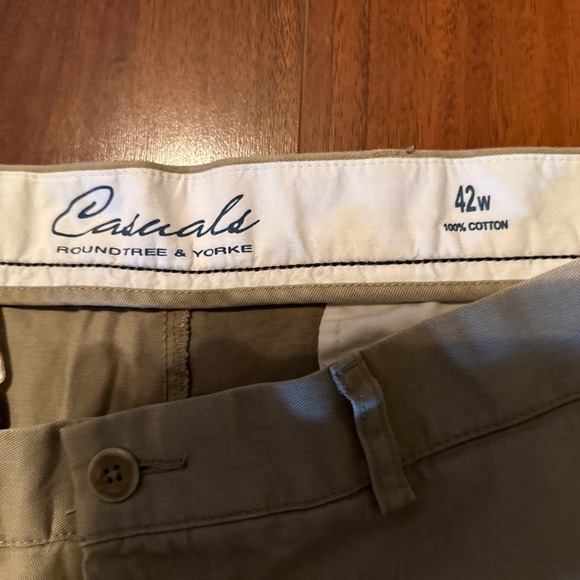 Casuals
ROUNDTREE & YORKE
42W
100% COTTON